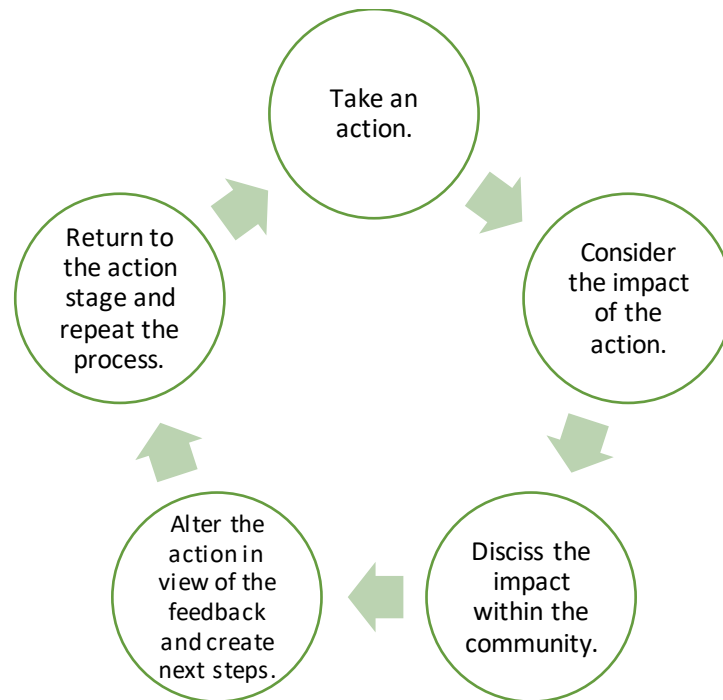 Take an
action.
Consider
the impact
of the
action.
Disciss the
impact
within the
community.
Alter the
action in
view of the
feedback
and create
next steps.
Return to
the action
stage and
repeat the
process.